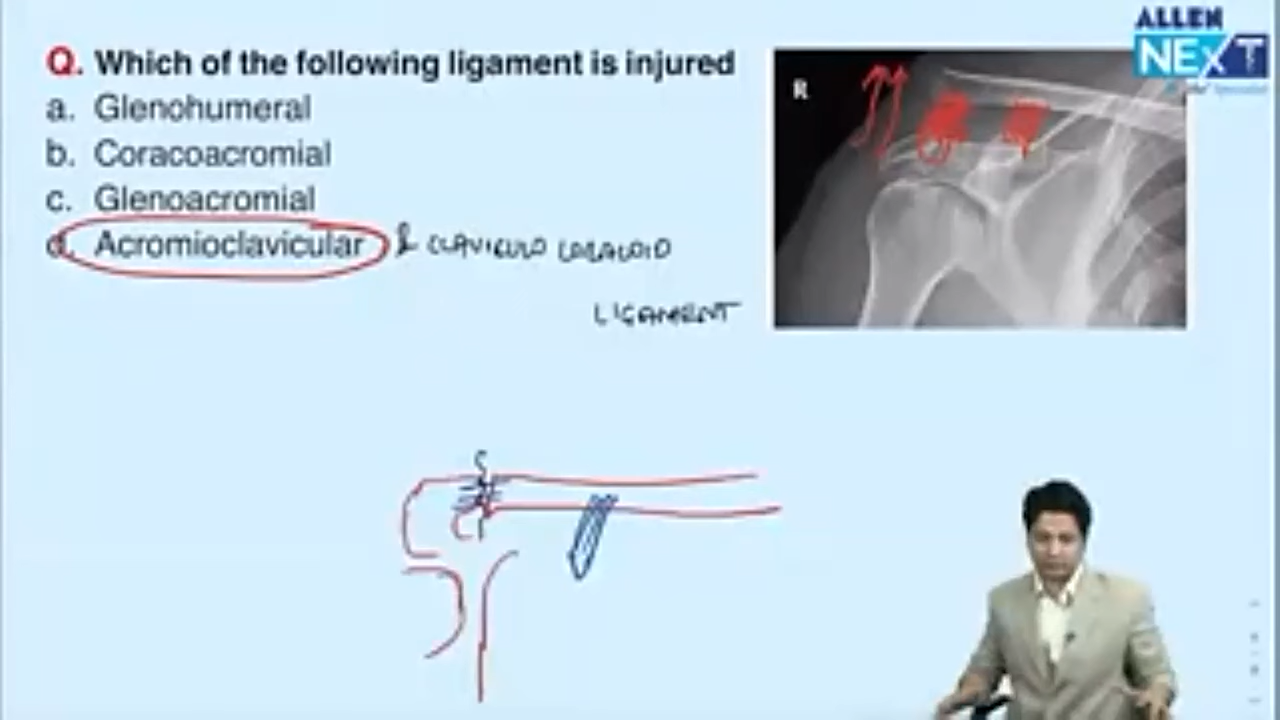 ALLEN
NEXT
Q. Which of the following ligament is injured
a. Glenohumeral
b. Coracoacromial
c. Glenoacromial
d. Acromioclavicular & CLAVICULO CORACOID
LIGAMENT
R